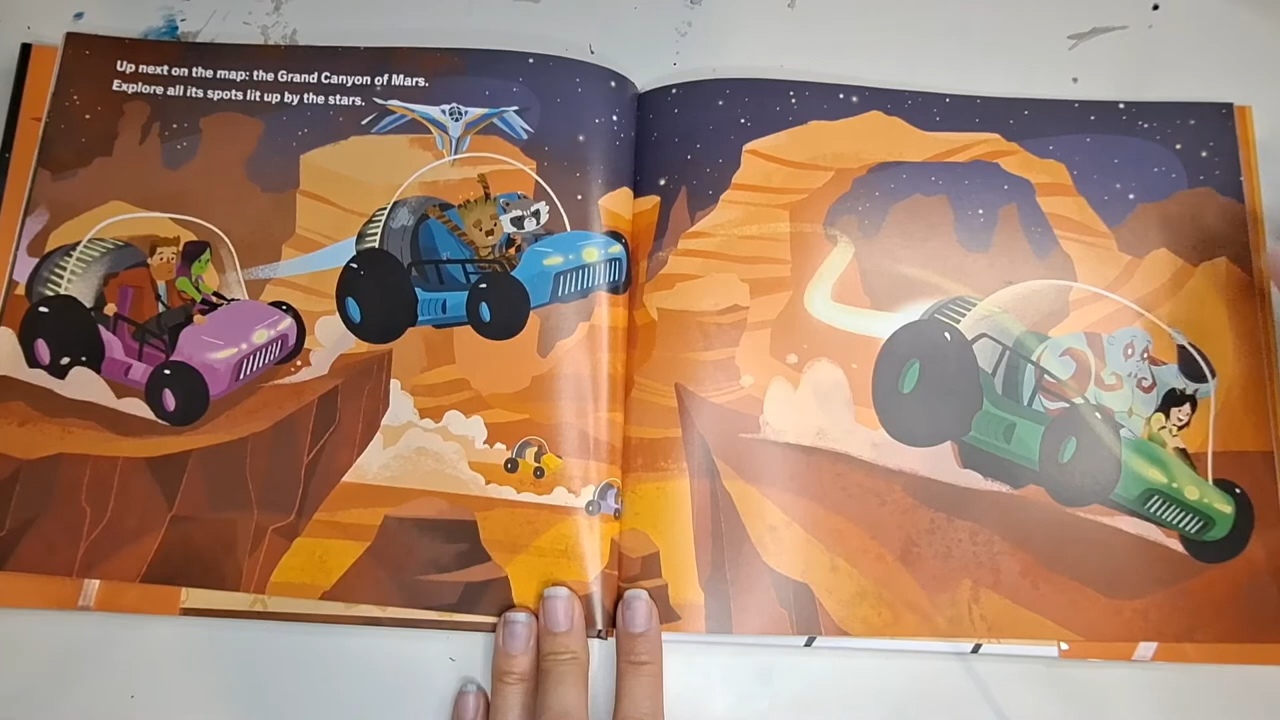 Up next on the map: the Grand Canyon of Mars.
Explore all its spots lit up by the stars.